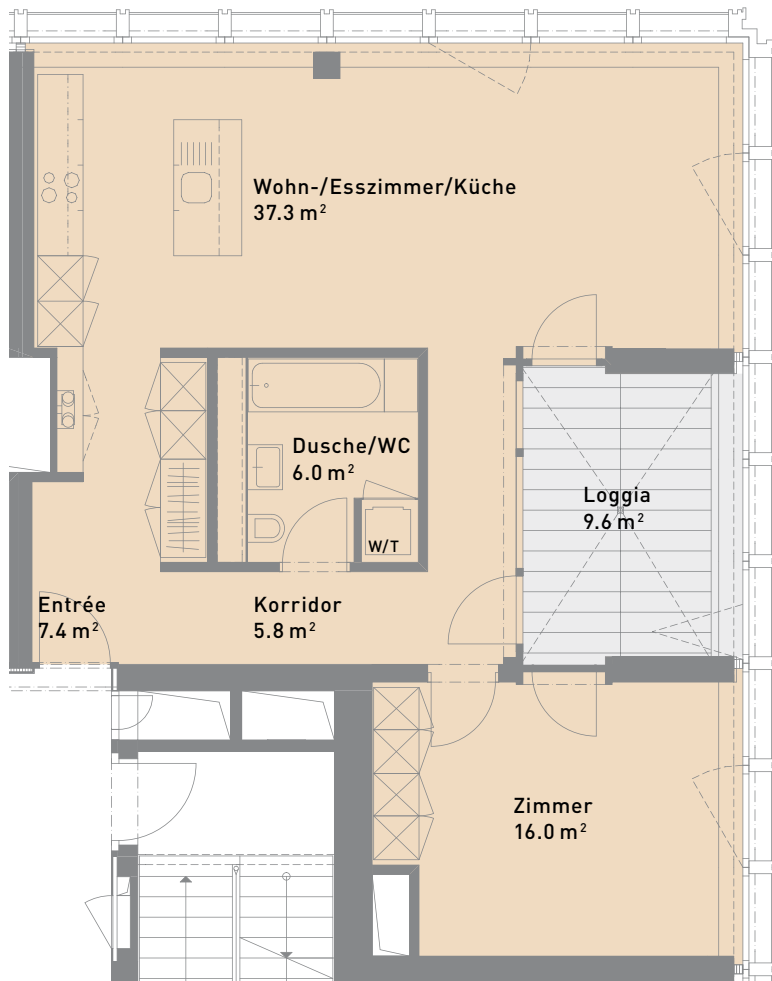 Wohn-/Esszimmer/Küche
37.3 m²
Dusche/WC
6.0 m²
Loggia
9.6 m²
W/T
Entrée
7.4 m²
Korridor
5.8 m²
Zimmer
16.0 m²